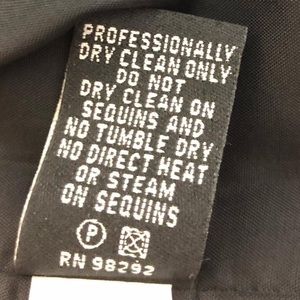 PROFESSIONALLY
DRY CLEAN ONLY
DO NOT
DRY CLEAN ON
SEQUINS AND
NO TUMBLE DRY
NO DIRECT HEAT
OR STEAM
ON SEQUINS
P
RN 98292